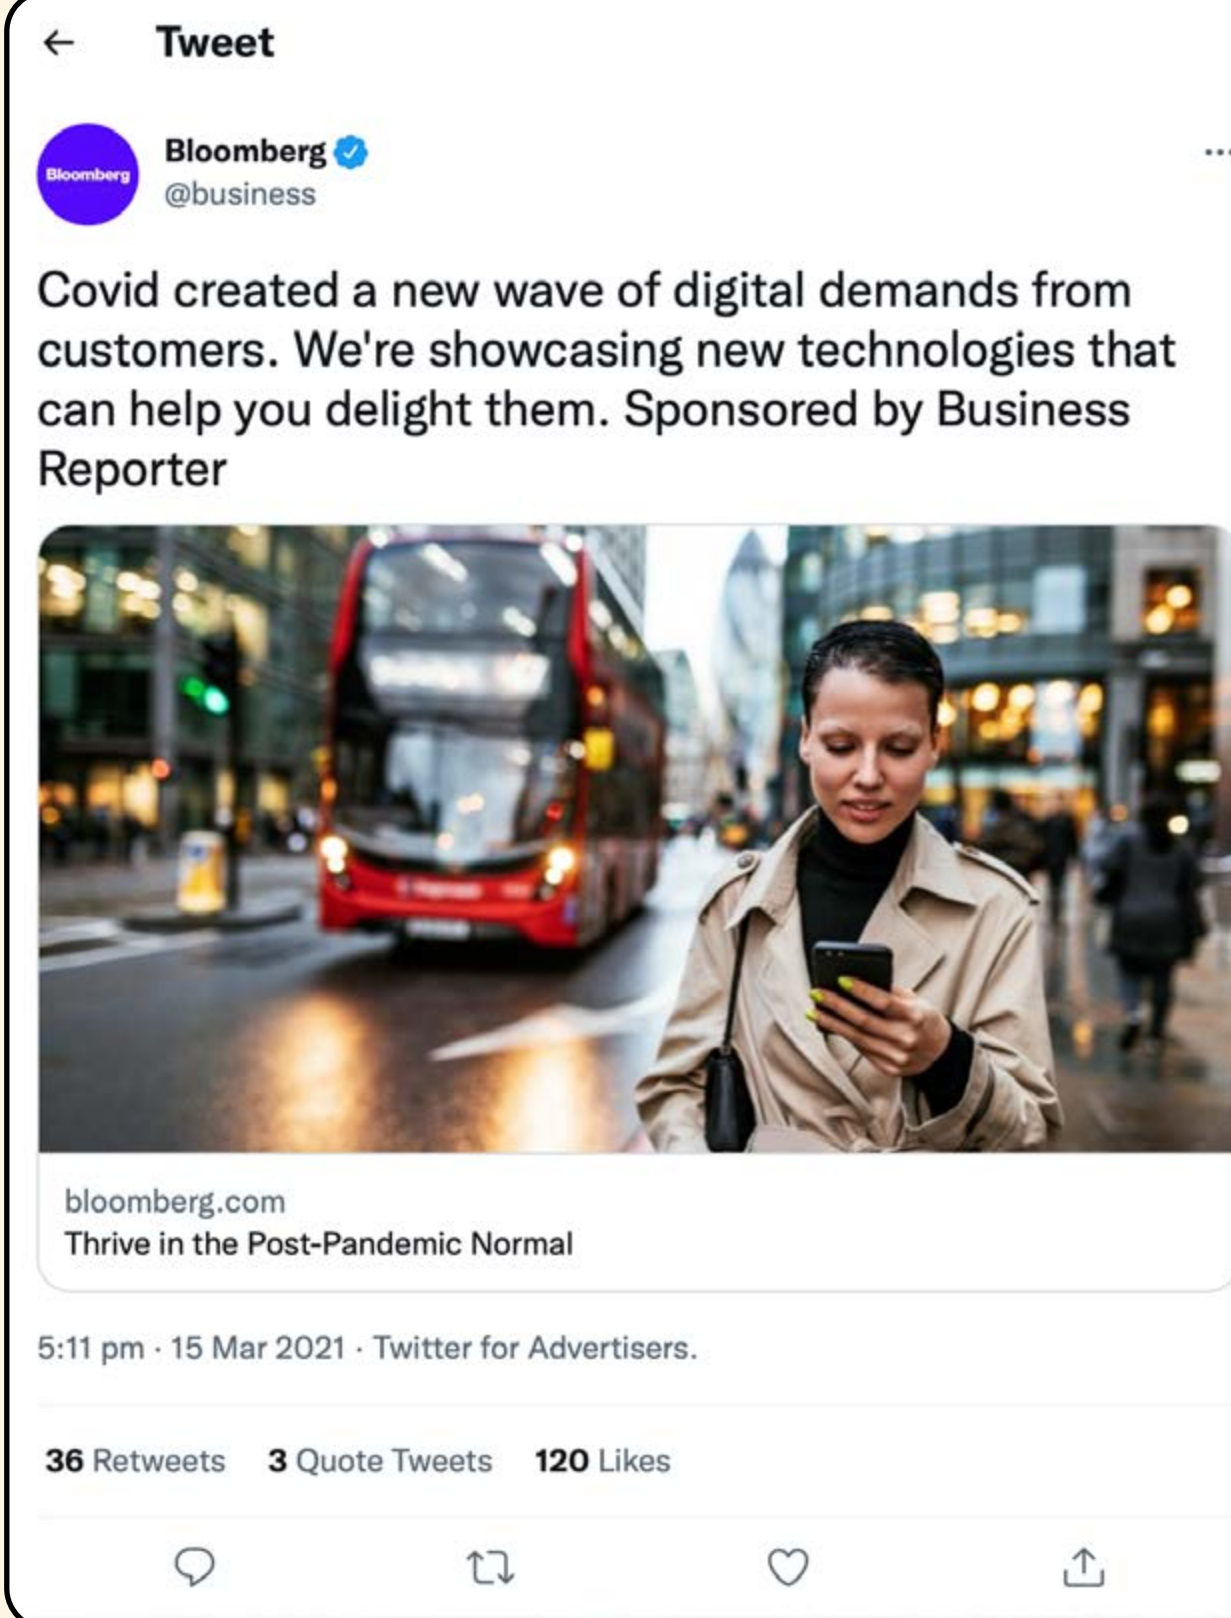 Tweet
Bloomberg
Bloomberg
@business
Covid created a new wave of digital demands from
customers. We're showcasing new technologies that
can help you delight them. Sponsored by Business
Reporter
bloomberg.com
Thrive in the Post-Pandemic Normal
5:11 pm · 15 Mar 2021 · Twitter for Advertisers.
36 Retweets 3 Quote Tweets 120 Likes